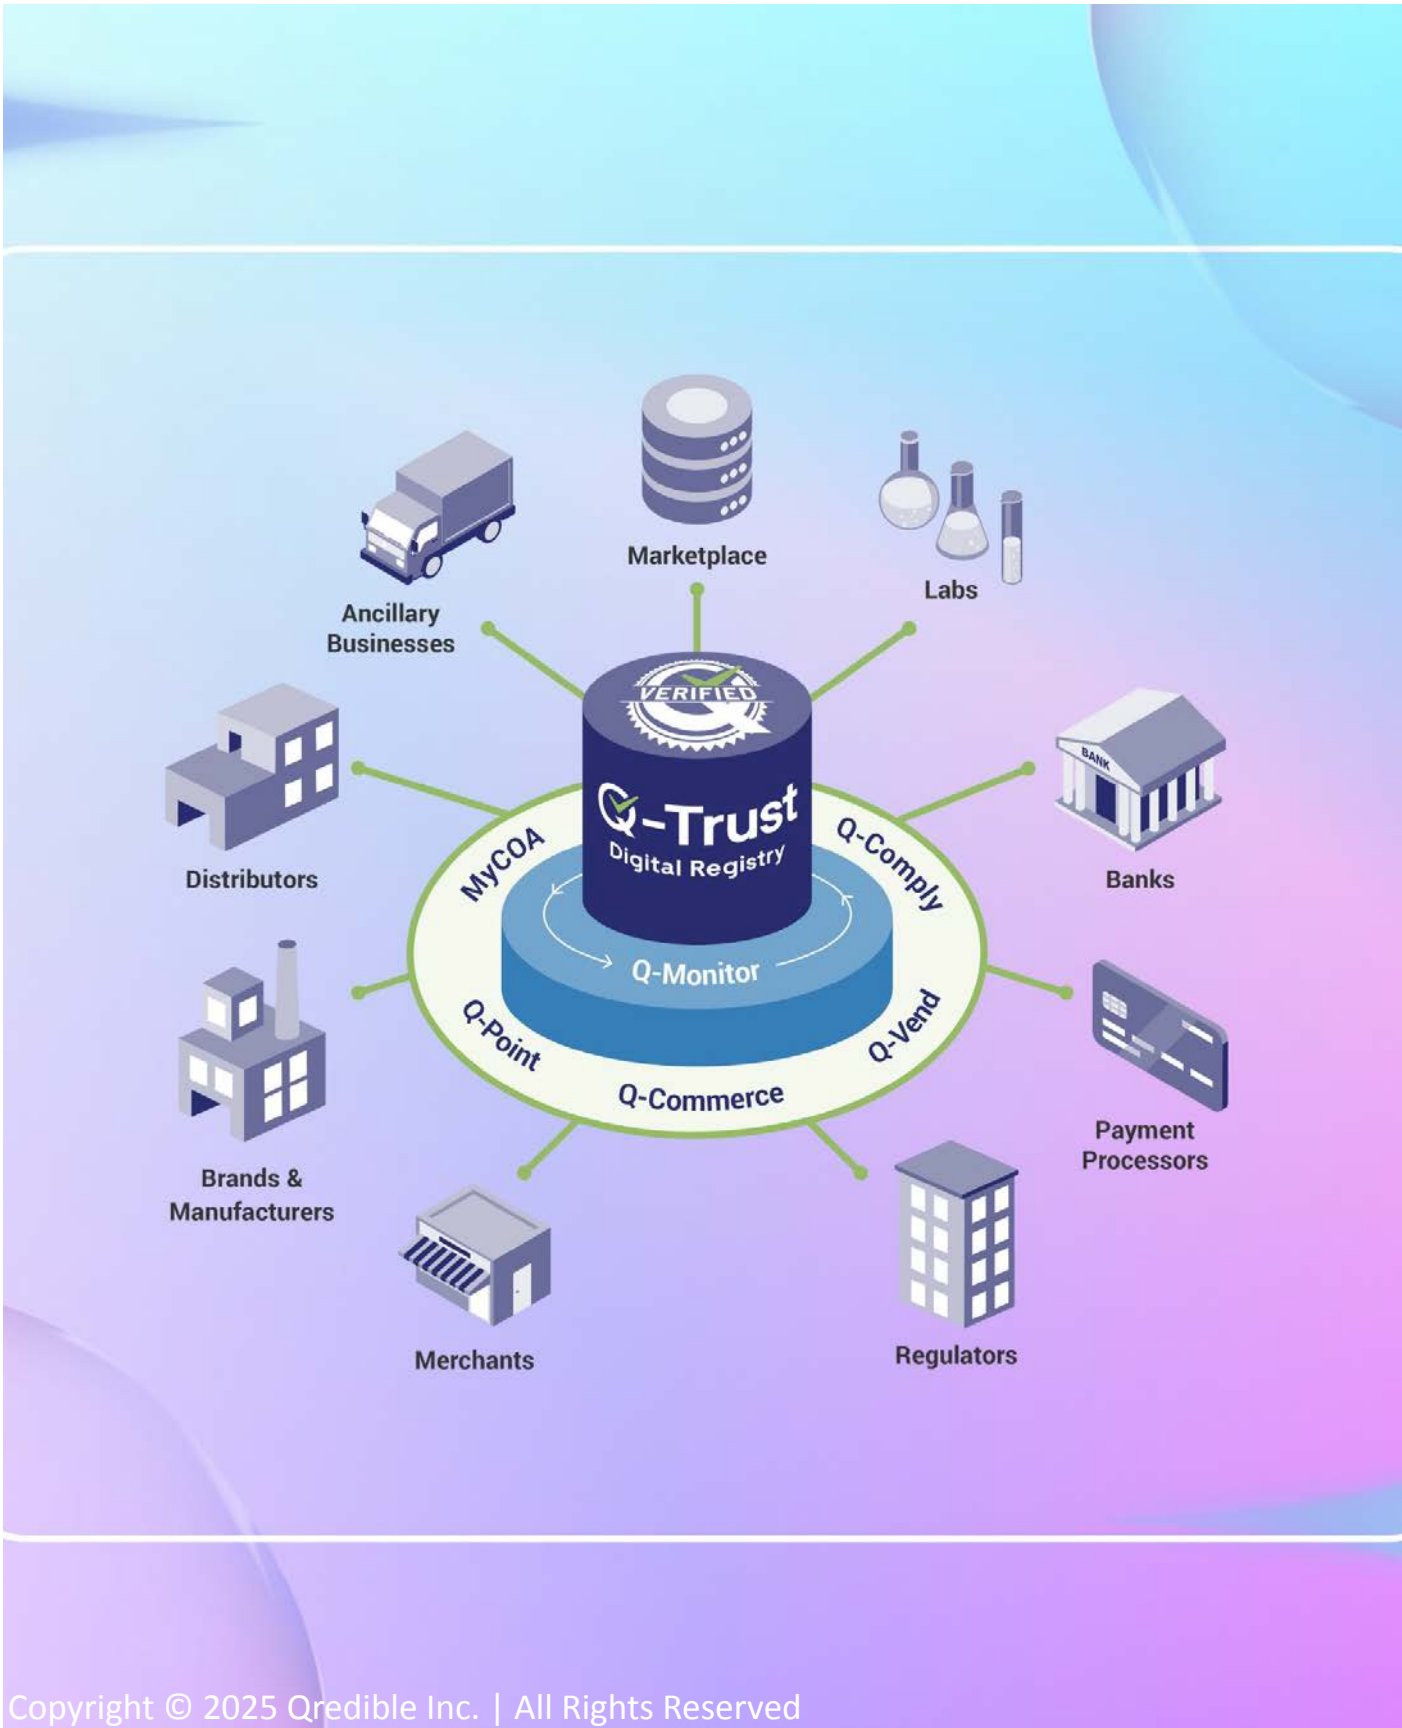 Marketplace
Labs
Ancillary
Businesses
VERIFIED
BANK
Q-Trust
Digital Registry
MyCOA
Q-Comply
Distributors
Banks
Q-Monitor
Q-Point
Q-Vend
Q-Commerce
Payment
Processors
Brands &
Manufacturers
Merchants
Regulators
Copyright © 2025 Qredible Inc. | All Rights Reserved